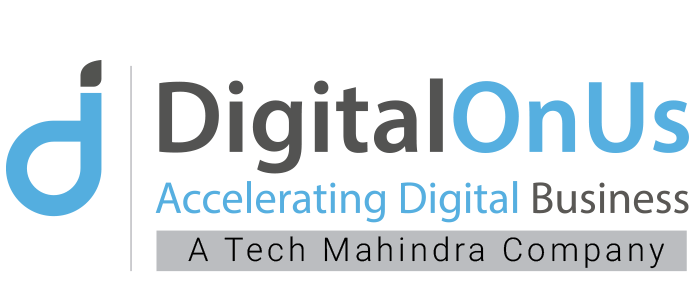 DigitalOnUs
Accelerating Digital Business
A Tech Mahindra Company